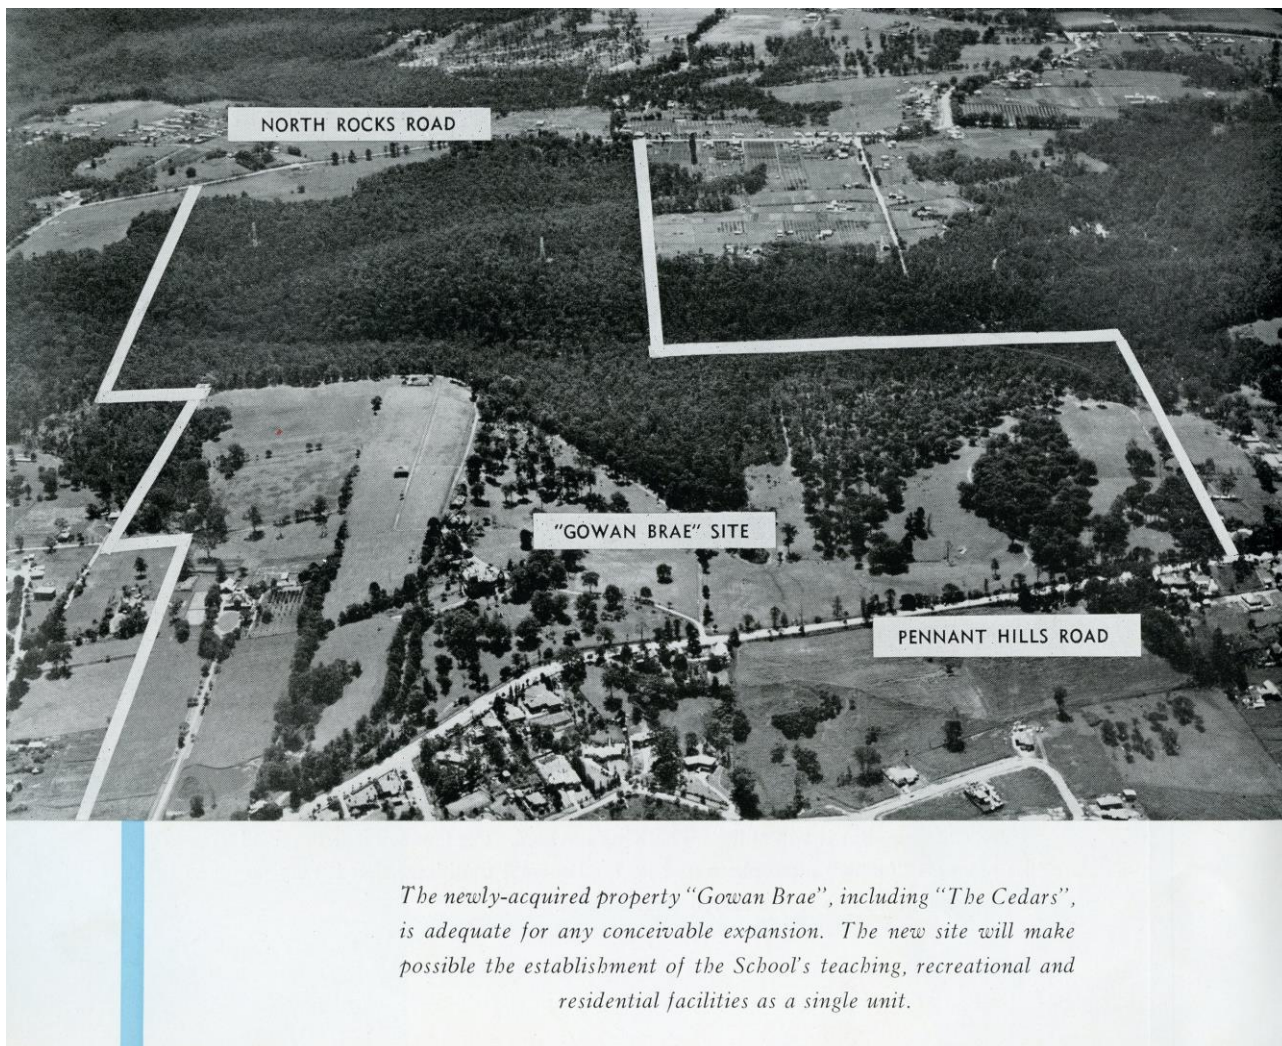 NORTH ROCKS ROAD
"GOWAN BRAE" SITE
PENNANT HILLS ROAD
The newly-acquired property "Gowan Brae", including "The Cedars",
is adequate for any conceivable expansion. The new site will make
possible the establishment of the School's teaching, recreational and
residential facilities as a single unit.